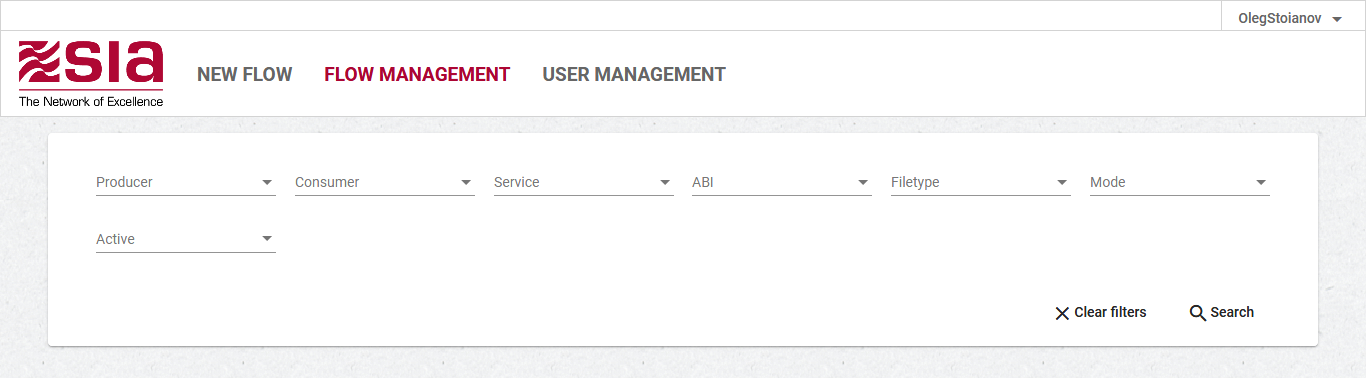 OlegStoianov
sia
The Network of Excellence
NEW FLOW FLOW MANAGEMENT USER MANAGEMENT
Producer Consumer Service ABI Filetype Mode
Active
Clear filters Search